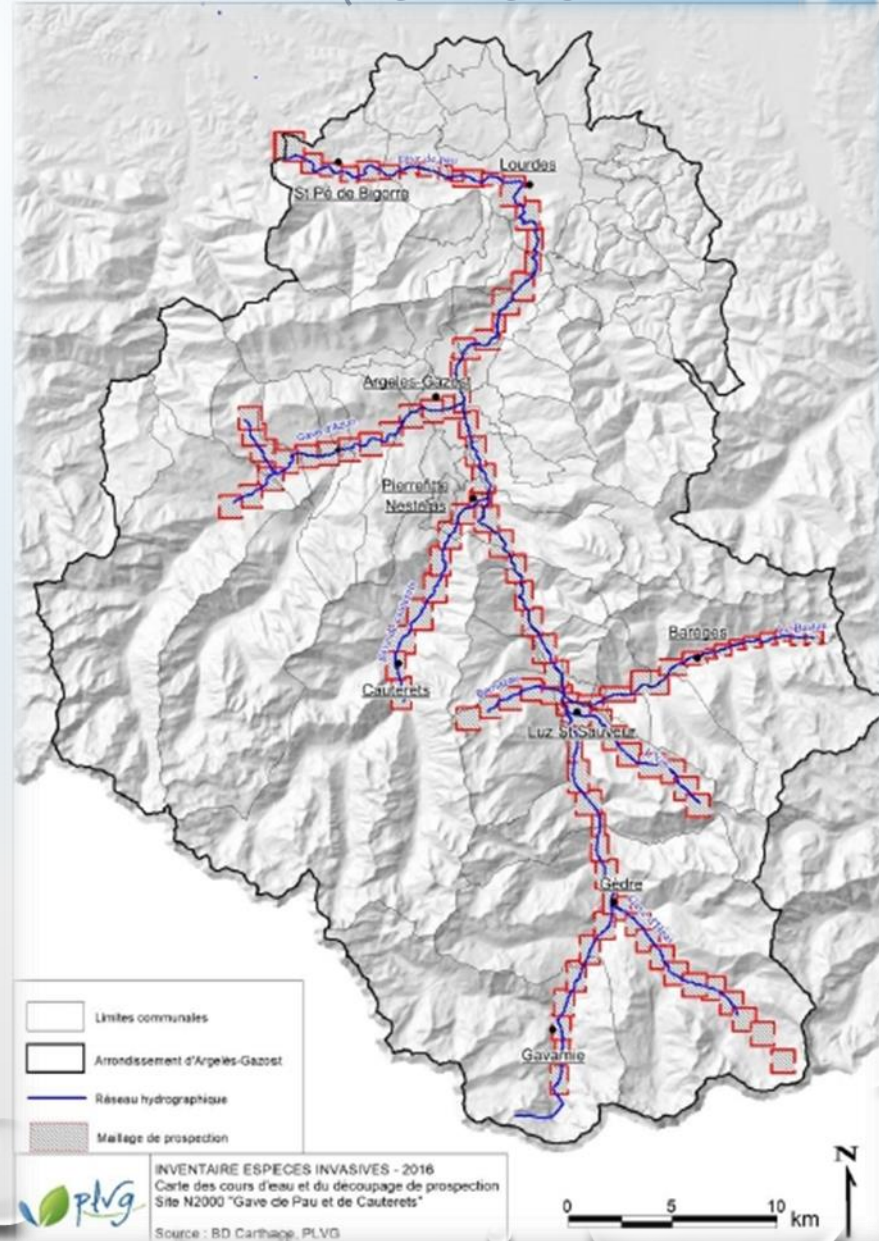 Lourdes
St Pé de Bigorre
Argelès-Gazost
Gave d'Azun
Pierrefitte
Nestalas
Barèges
Cauterets
Luz St Sauveur
Gèdre
Gavarnie
Limites communales
Arrondissement d'Argelès-Gazost
Réseau hydrographique
Maillage de prospection
N
plvg
INVENTAIRE ESPECES INVASIVES - 2016
Carte des cours d'eau et du découpage de prospection
Site N2000 "Gave de Pau et de Cauterets"
Source : BD Carthage, PLVG
0 5 10 km